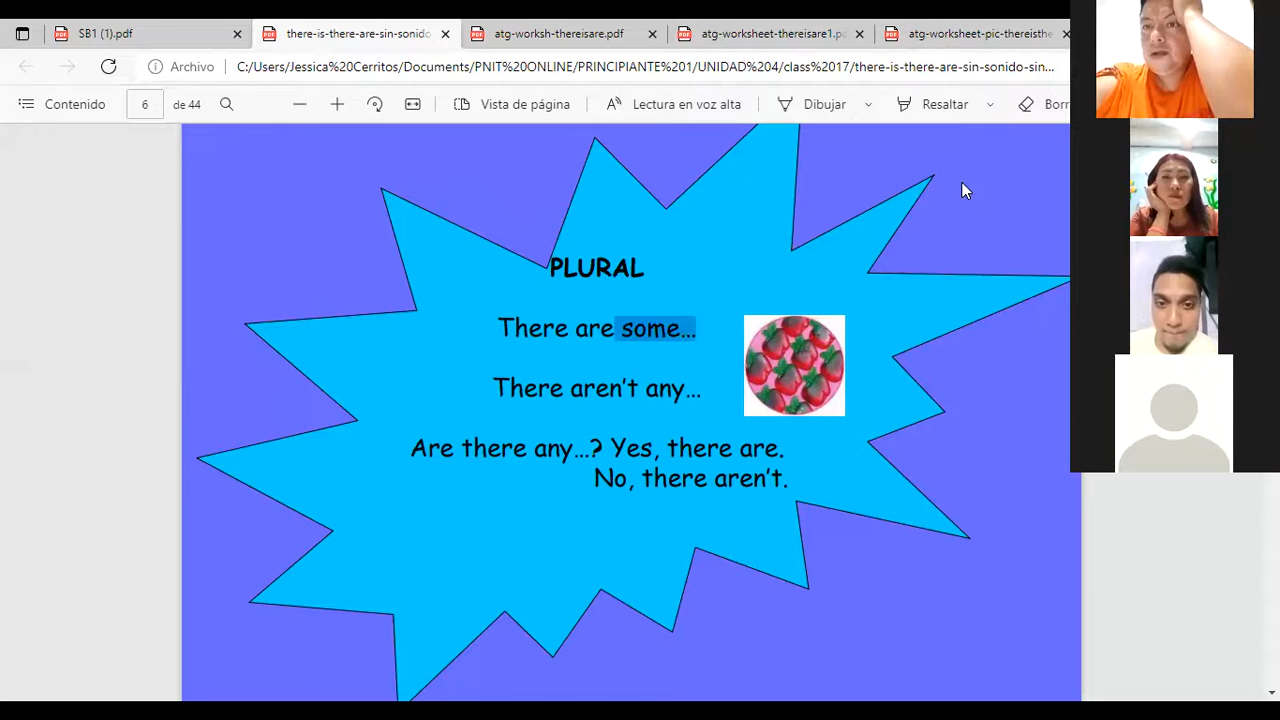 SB1 (1).pdf
there-is-there-are-sin-sonido
atg-worksh-thereisare.pdf
atg-worksheet-thereisare1.pc
atg-worksheet-pic-thereisthe
Archivo
C:/Users/Jessica%20Cerritos/Documents/PNIT%20ONLINE/PRINCIPIANTE%201/UNIDAD%204/class%2017/there-is-there-are-sin-sonido-sin...
Contenido
6
de 44
Vista de página
Lectura en voz alta
Dibujar
Resaltar
Borr
PLURAL
There are some...
There aren't any...
Are there any...? Yes, there are.
No, there aren't.